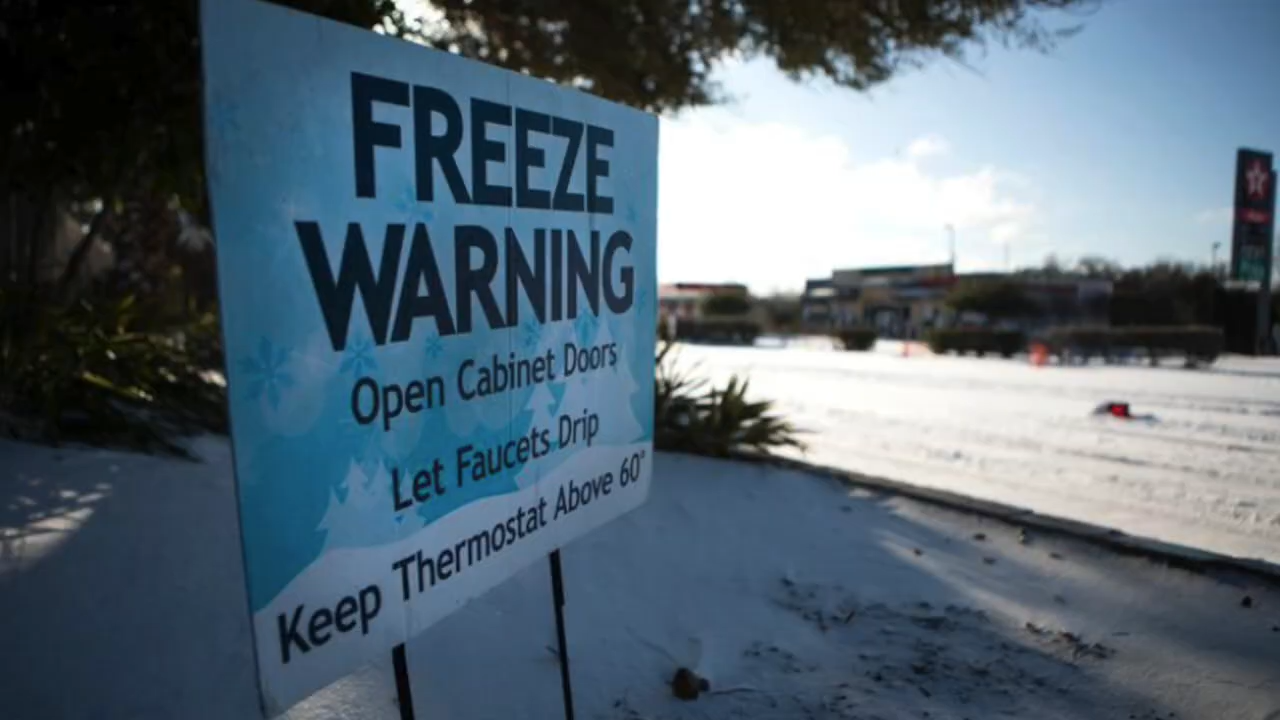 FREEZE
WARNING
Open Cabinet Doors
Let Faucets Drip
Keep Thermostat Above 60°